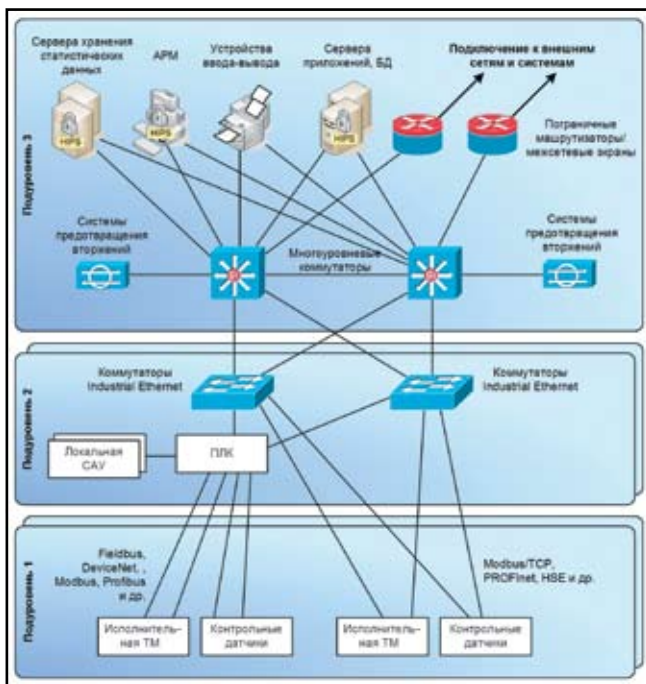 Сервера хранения
статистических
данных
АРМ
Устройства
ввода-вывода
Сервера
приложений, БД
Подключение к внешним
сетям и системам
HIPS
HIPS
HIPS
Пограничные
машрутизаторы/
межсетевые экраны
Подуровень 3
Системы
предотвращения
вторжений
Многоуровневые
коммутаторы
Системы
предотвращения
вторжений
Коммутаторы
Industrial Ethernet
Коммутаторы
Industrial Ethernet
Подуровень 2
Локальная
САУ
ПЛК
Fieldbus,
DeviceNet, ,
Modbus, Profibus
и др.
Modbus/TCP,
PROFInet, HSE и др.
Подуровень 1
Исполнитель-
ная ТМ
Контрольные
датчики
Исполнитель-
ная ТМ
Контрольные
датчики